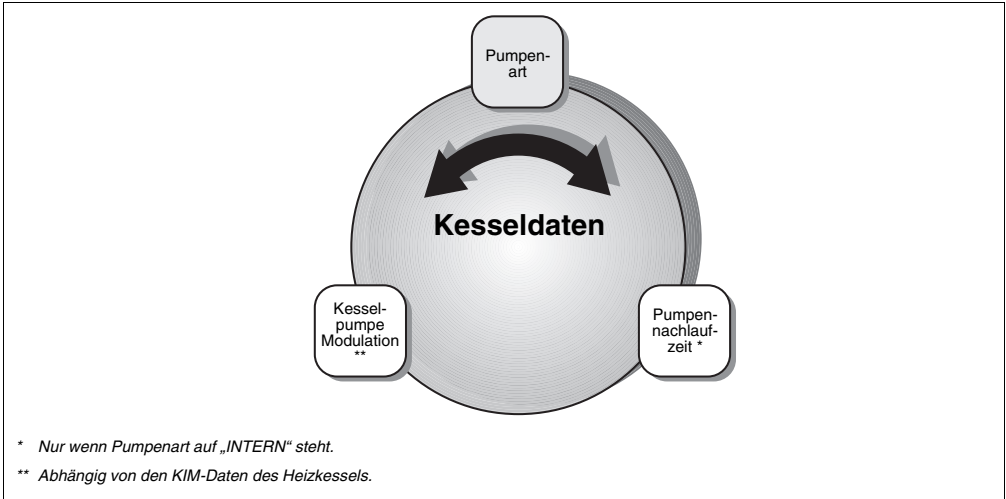 Pumpen-
art
Kesseldaten
Kessel-
pumpe
Modulation
**
Pumpen-
nachlauf-
zeit *
* Nur wenn Pumpenart auf „INTERN“ steht.
** Abhängig von den KIM-Daten des Heizkessels.